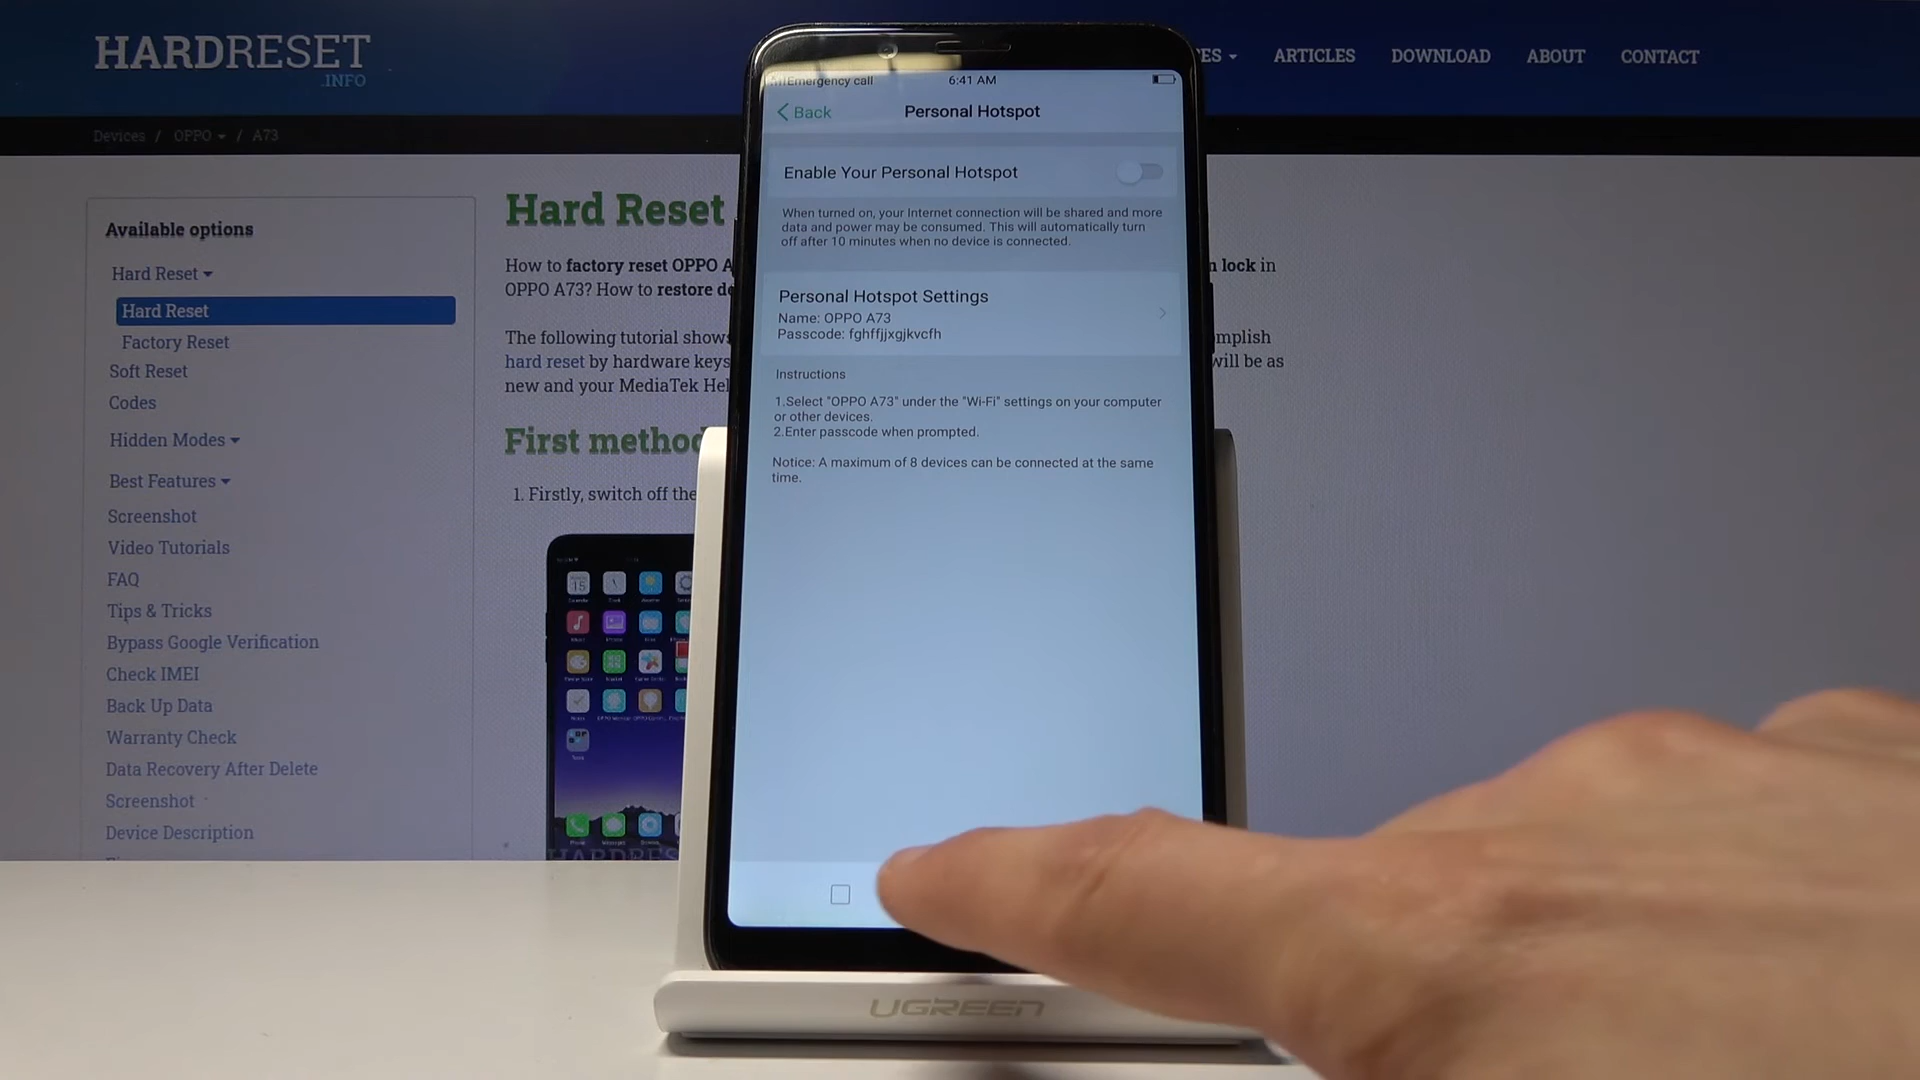 HARDRESET
.INFO
ES
ARTICLES
DOWNLOAD
ABOUT
CONTACT
Devices / OPPO / A73
Available options
Hard Reset
Hard Reset
Factory Reset
Soft Reset
Codes
Hidden Modes
Best Features
Screenshot
Video Tutorials
FAQ
Tips & Tricks
Bypass Google Verification
Check IMEI
Back Up Data
Warranty Check
Data Recovery After Delete
Screenshot
Device Description
Hard Reset
How to factory reset OPPO A
n lock in
OPPO A73? How to restore de
The following tutorial shows
mplish
hard reset by hardware keys
will be as
new and your MediaTek Hel
First method
1. Firstly, switch off the
Emergency call
6:41 AM
Back
Personal Hotspot
Enable Your Personal Hotspot
When turned on, your Internet connection will be shared and more
data and power may be consumed. This will automatically turn
off after 10 minutes when no device is connected.
Personal Hotspot Settings
Name: OPPO A73
Passcode: fghffjjxgjkvcfh
Instructions
1.Select "OPPO A73" under the "Wi-Fi" settings on your computer
or other devices.
2.Enter passcode when prompted.
Notice: A maximum of 8 devices can be connected at the same
time.
UGREEN